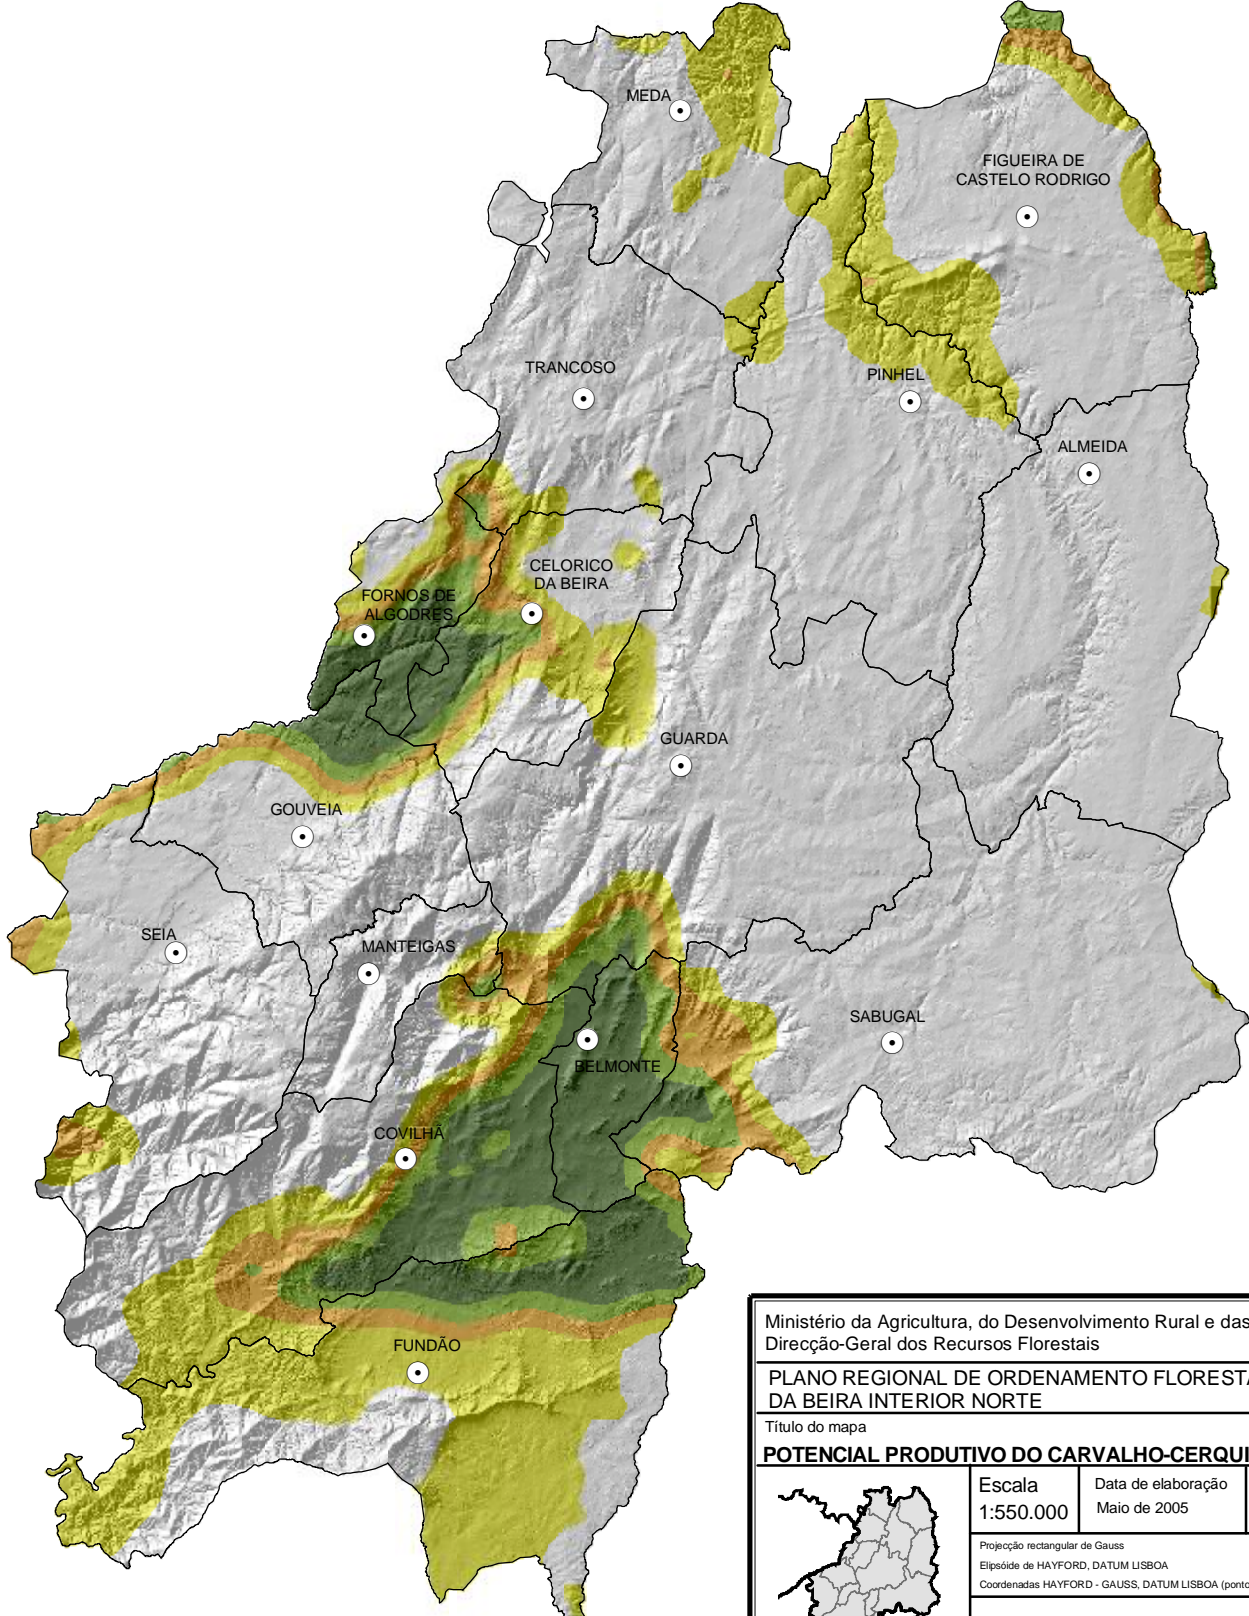 MEDA
FIGUEIRA DE
CASTELO RODRIGO
TRANCOSO
PINHEL
ALMEIDA
CELORICO
DA BEIRA
FORNOS DE
ALGODRES
GUARDA
GOUVEIA
SEIA
MANTEIGAS
SABUGAL
BELMONTE
COVILHÃ
FUNDÃO
Ministério da Agricultura, do Desenvolvimento Rural e das
Direcção-Geral dos Recursos Florestais
PLANO REGIONAL DE ORDENAMENTO FLORESTA
DA BEIRA INTERIOR NORTE
Título do mapa
POTENCIAL PRODUTIVO DO CARVALHO-CERQUI
Escala
1:550.000
Data de elaboração
Maio de 2005
Projecção rectangular de Gauss
Elipsóide de HAYFORD, DATUM LISBOA
Coordenadas HAYFORD - GAUSS, DATUM LISBOA (ponto